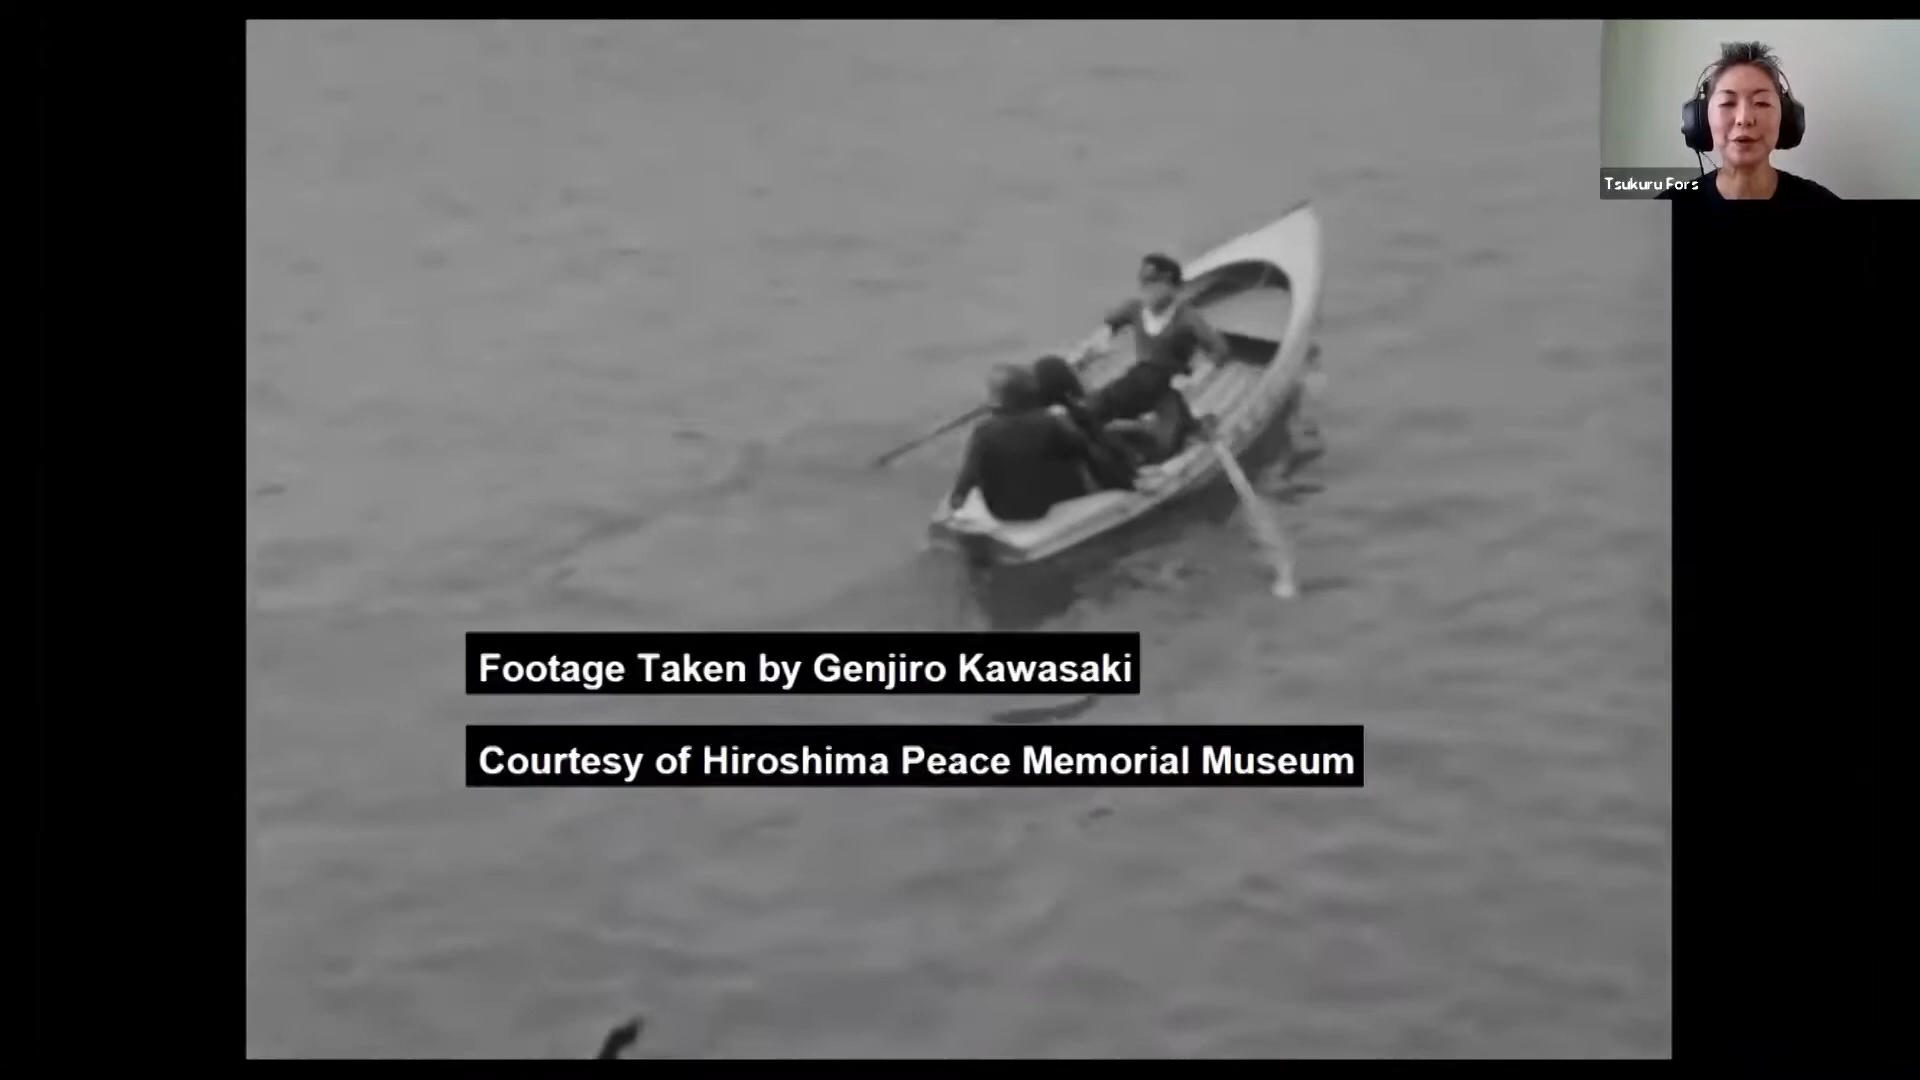 Tsukuru Fors
Footage Taken by Genjiro Kawasaki
Courtesy of Hiroshima Peace Memorial Museum